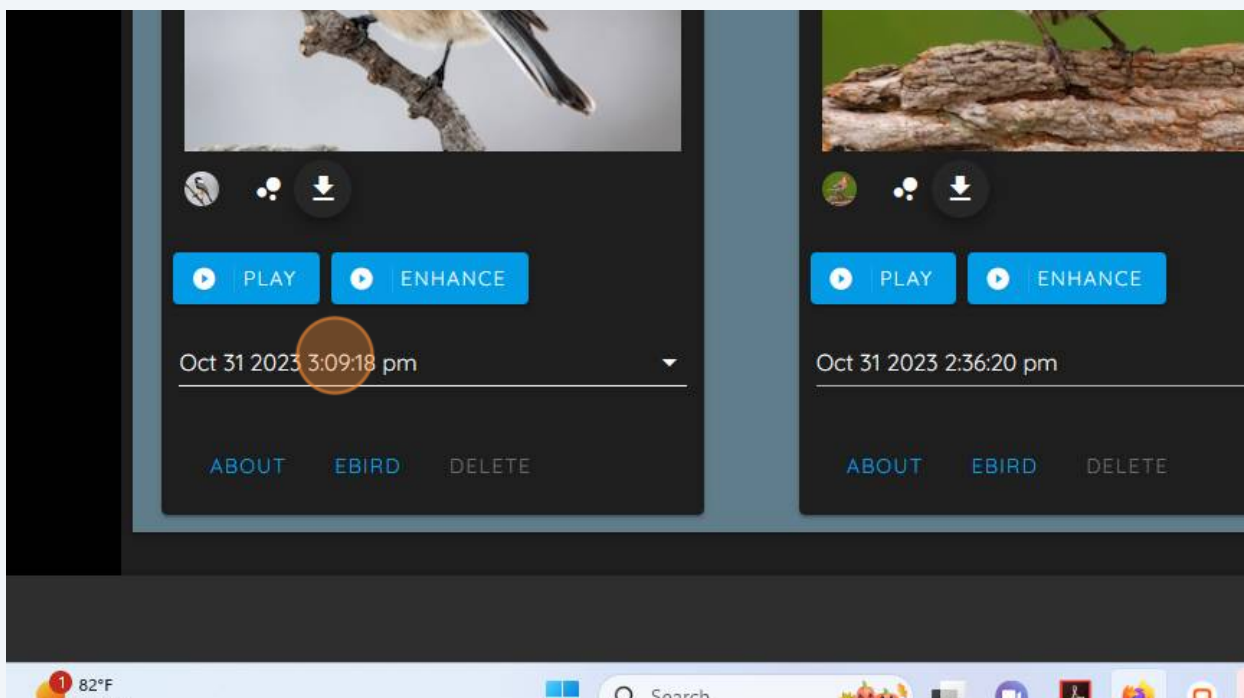 PLAY ENHANCE
Oct 31 2023 3:09:18 pm
ABOUT EBIRD DELETE
PLAY ENHANCE
Oct 31 2023 2:36:20 pm
ABOUT EBIRD DELETE
1
82°F
Search